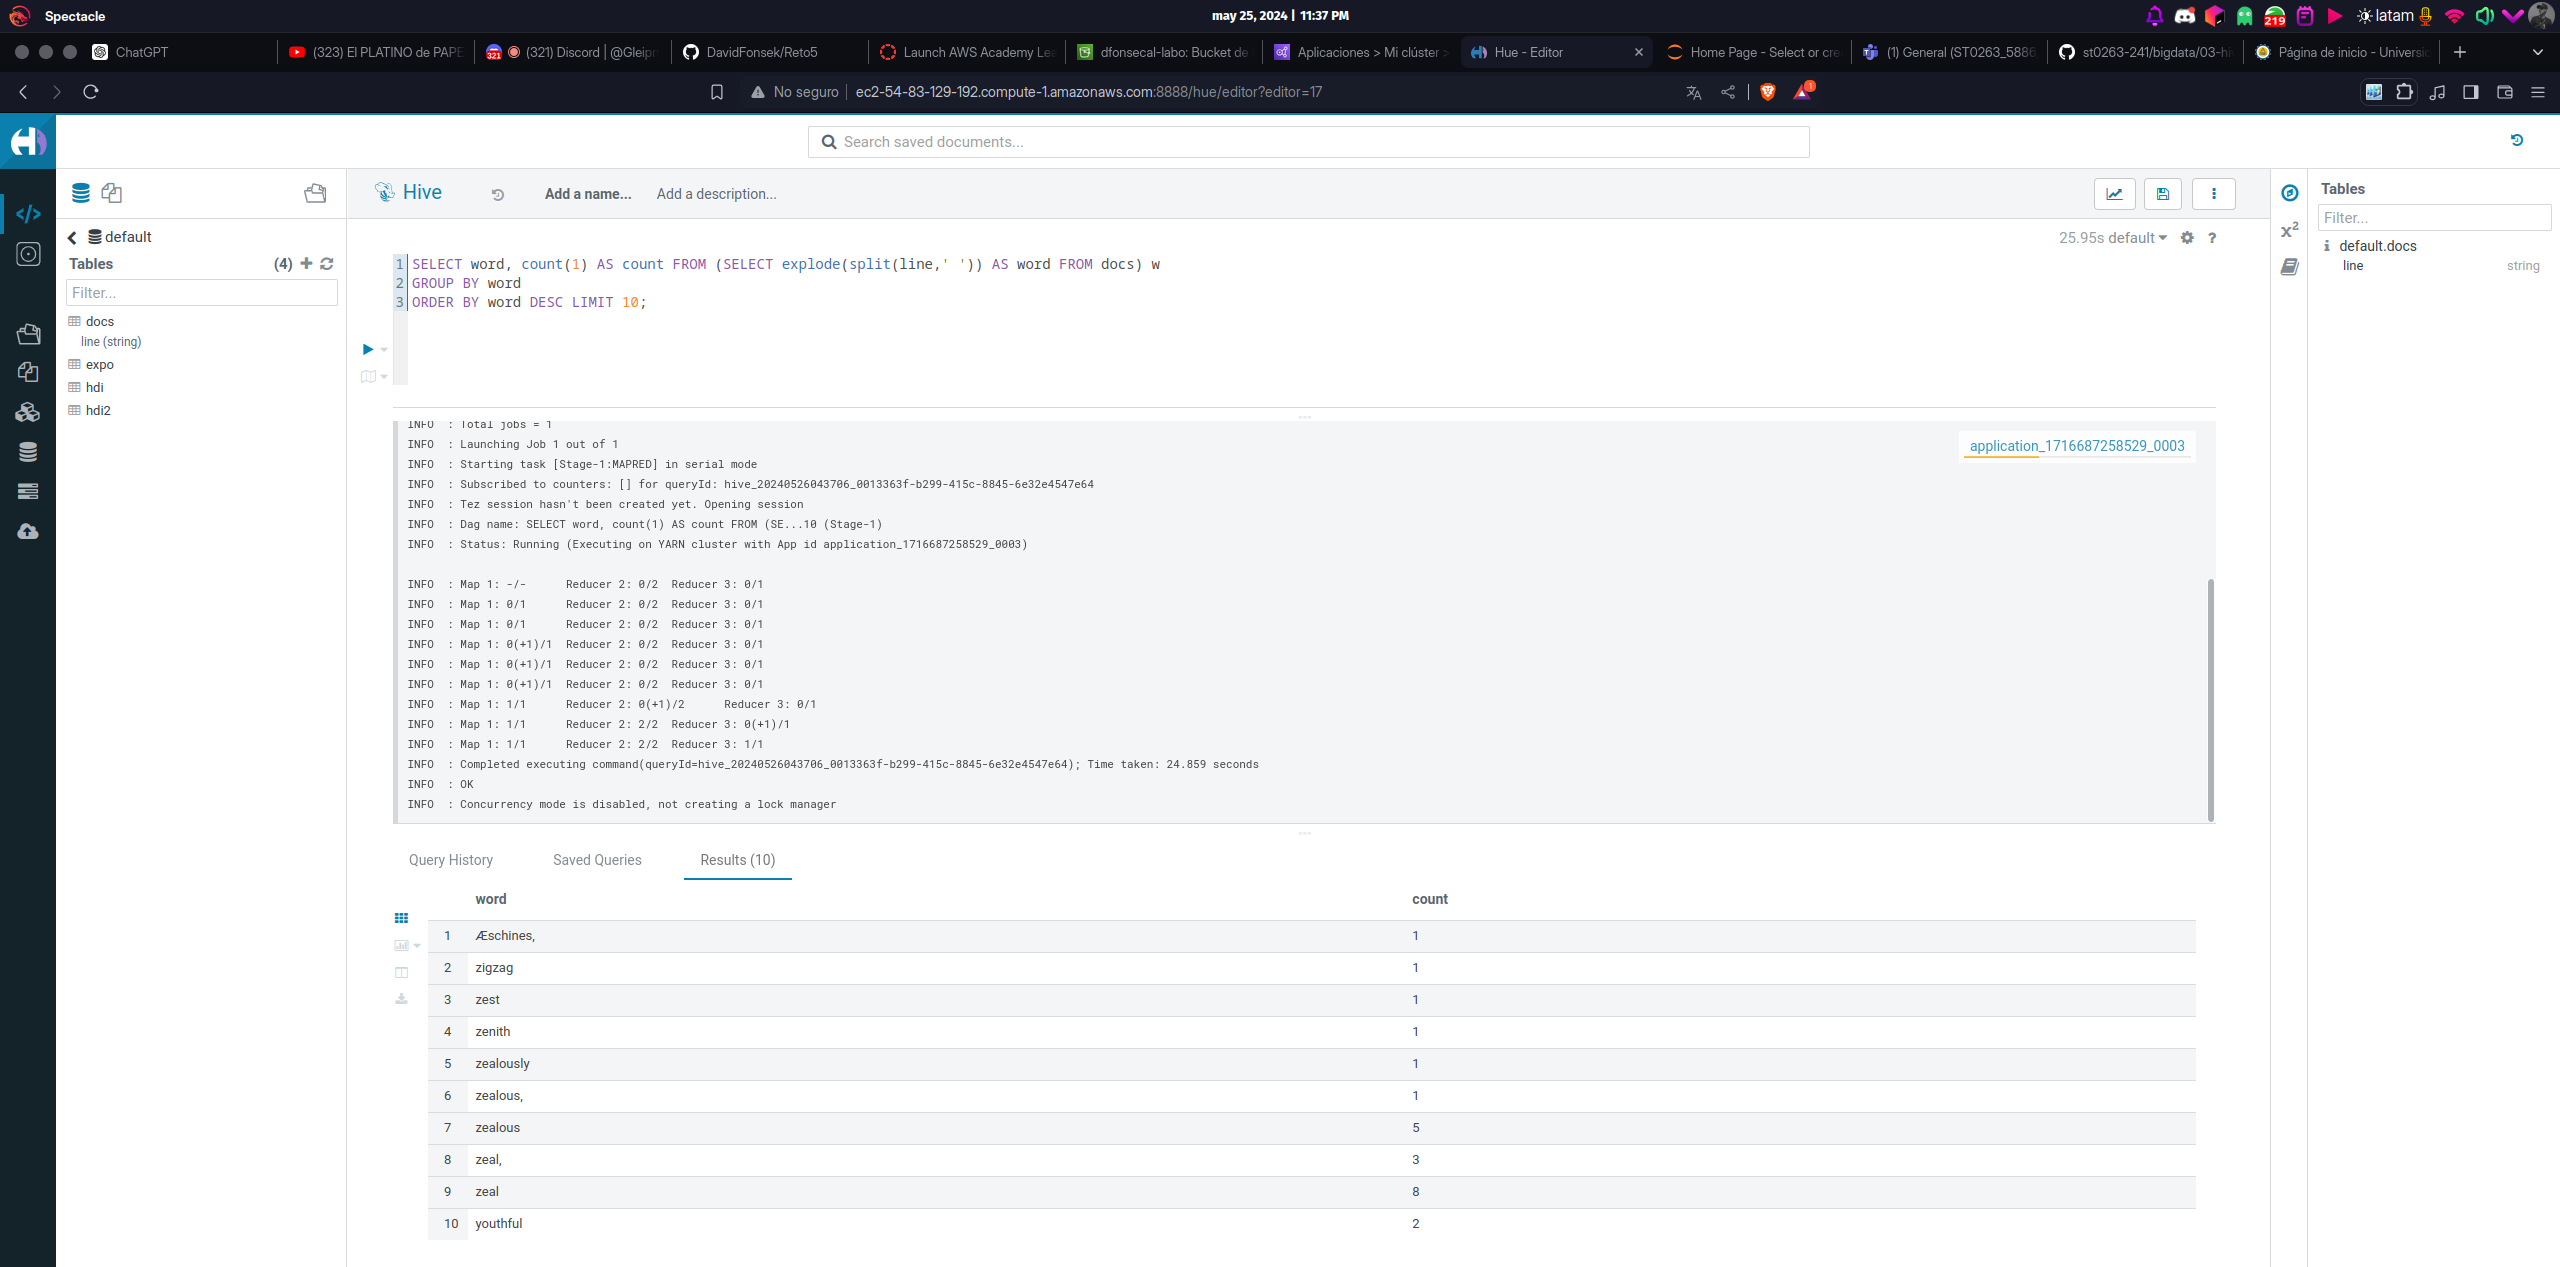 Spectacle
may 25, 2024 | 11:37 PM
219
latam
ChatGPT
(323) El PLATINO de PAPE
321
(321) Discord | @Gleipr
DavidFonsek/Reto5
Launch AWS Academy Lea
dfonsecal-labo: Bucket de
Aplicaciones > Mi clúster >
Hue - Editor
Home Page - Select or cre
(1) General (ST0263_5886
st0263-241/bigdata/03-hi
Página de inicio - Universid
No seguro
ec2-54-83-129-192.compute-1.amazonaws.com:8888/hue/editor?editor=17
1
Search saved documents...
Hive
Add a name...
Add a description...
default
Tables
(4)
Filter...
docs
line (string)
expo
hdi
hdi2
25.95s default
?
1 SELECT word, count(1) AS count FROM (SELECT explode(split(line,' ')) AS word FROM docs) w
2 GROUP BY word
3 ORDER BY word DESC LIMIT 10;
INFO : Total jobs = 1
INFO : Launching Job 1 out of 1
INFO : Starting task [Stage-1:MAPRED] in serial mode
INFO : Subscribed to counters: [] for queryId: hive_20240526043706_0013363f-b299-415c-8845-6e32e4547e64
INFO : Tez session hasn't been created yet. Opening session
INFO : Dag name: SELECT word, count(1) AS count FROM (SE...10 (Stage-1)
INFO : Status: Running (Executing on YARN cluster with App id application_1716687258529_0003)
INFO : Map 1: -/- Reducer 2: 0/2 Reducer 3: 0/1
INFO : Map 1: 0/1 Reducer 2: 0/2 Reducer 3: 0/1
INFO : Map 1: 0/1 Reducer 2: 0/2 Reducer 3: 0/1
INFO : Map 1: 0(+1)/1 Reducer 2: 0/2 Reducer 3: 0/1
INFO : Map 1: 0(+1)/1 Reducer 2: 0/2 Reducer 3: 0/1
INFO : Map 1: 0(+1)/1 Reducer 2: 0/2 Reducer 3: 0/1
INFO : Map 1: 1/1 Reducer 2: 0(+1)/2 Reducer 3: 0/1
INFO : Map 1: 1/1 Reducer 2: 2/2 Reducer 3: 0(+1)/1
INFO : Map 1: 1/1 Reducer 2: 2/2 Reducer 3: 1/1
INFO : Completed executing command(queryId=hive_20240526043706_0013363f-b299-415c-8845-6e32e4547e64); Time taken: 24.859 seconds
INFO : OK
INFO : Concurrency mode is disabled, not creating a lock manager
application_1716687258529_0003
Query History
Saved Queries
Results (10)
word count
1 Æschines, 1
2 zigzag 1
3 zest 1
4 zenith 1
5 zealously 1
6 zealous, 1
7 zealous 5
8 zeal, 3
9 zeal 8
10 youthful 2
x²
Tables
Filter...
default.docs
line string